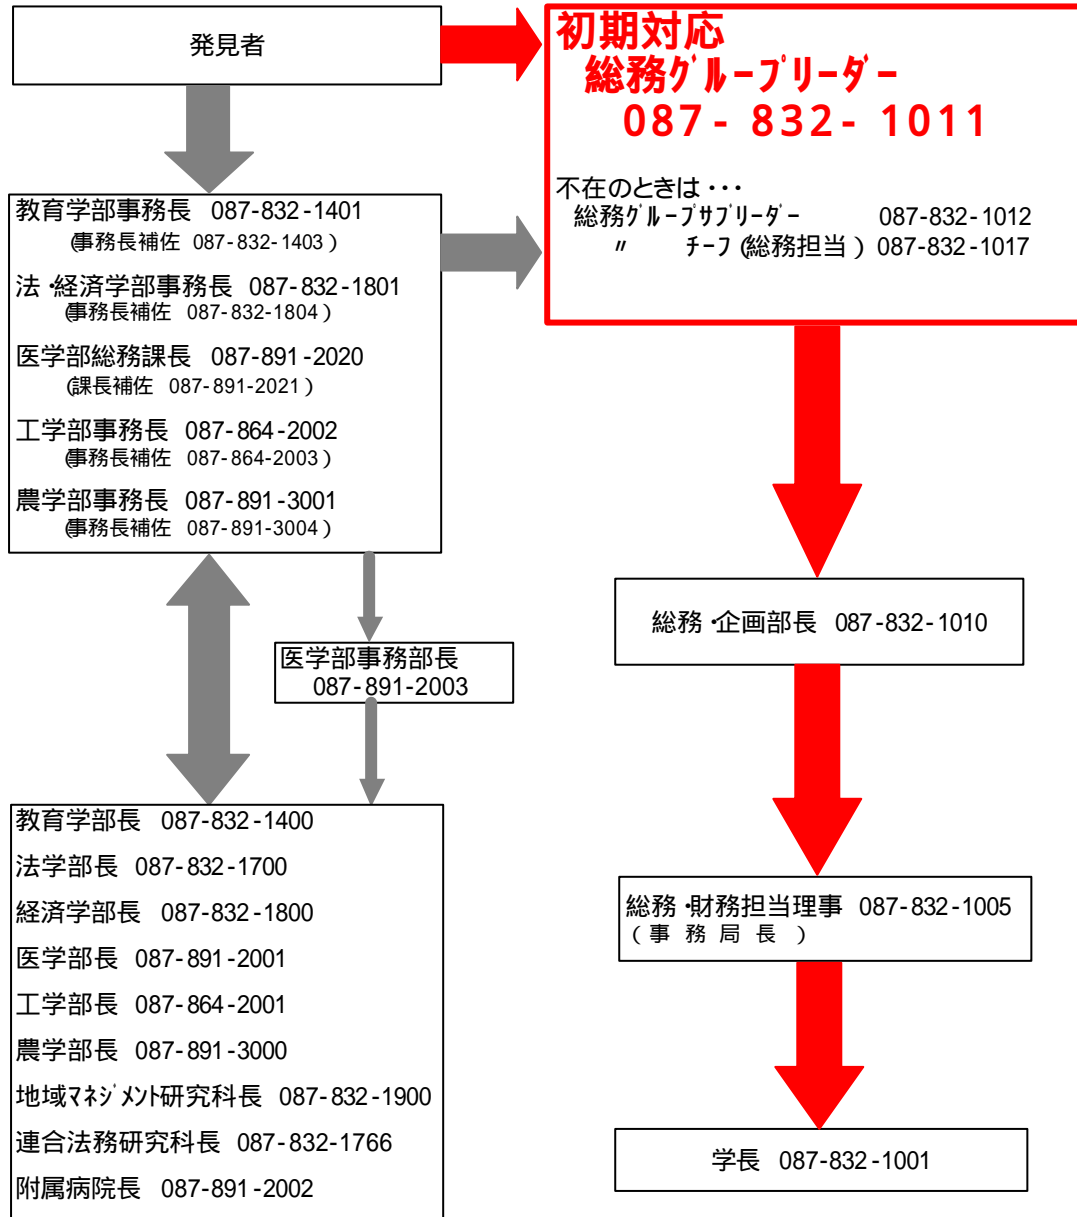 発見者
初期対応
総務グループリーダー
087-832-1011
不在のときは・・・
総務グループサブリーダー 087-832-1012
〃 チーフ(総務担当) 087-832-1017
教育学部事務長 087-832-1401
(事務長補佐 087-832-1403)
法・経済学部事務長 087-832-1801
(事務長補佐 087-832-1804)
医学部総務課長 087-891-2020
(課長補佐 087-891-2021)
工学部事務長 087-864-2002
(事務長補佐 087-864-2003)
農学部事務長 087-891-3001
(事務長補佐 087-891-3004)
総務・企画部長 087-832-1010
医学部事務部長
087-891-2003
教育学部長 087-832-1400
法学部長 087-832-1700
経済学部長 087-832-1800
医学部長 087-891-2001
工学部長 087-864-2001
農学部長 087-891-3000
地域マネジメント研究科長 087-832-1900
連合法務研究科長 087-832-1766
附属病院長 087-891-2002
総務・財務担当理事 087-832-1005
(事務局長)
学長 087-832-1001